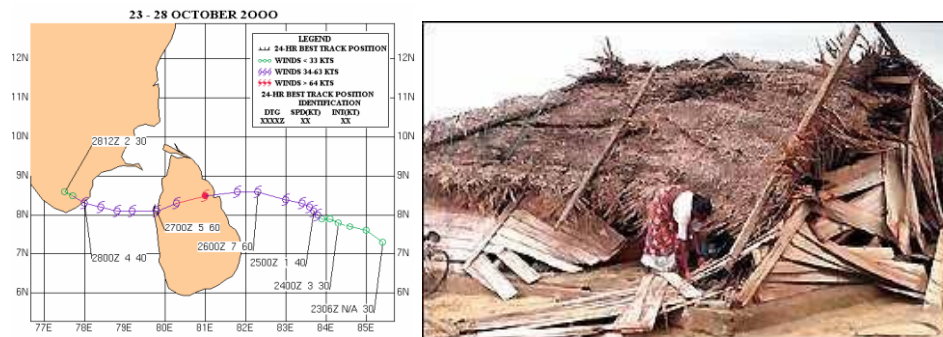 23 - 28 OCTOBER 2OOO
LEGEND
24-HR BEST TRACK POSITION
WINDS < 33 KTS
WINDS 34-63 KTS
WINDS > 64 KTS
24-HR BEST TRACK POSITION
IDENTIFICATION
DTG SPD(KT) INT(KT)
XXXXZ XX XX
12N
12N
11N
11N
10N
10N
2812Z 2 30
9N
9N
8N
8N
2700Z 5 60
2600Z 7 60
2800Z 4 40
2500Z 1 40
7N
7N
2400Z 3 30
2306Z N/A 30
6N
6N
77E 78E 79E 80E 81E 82E 83E 84E 85E